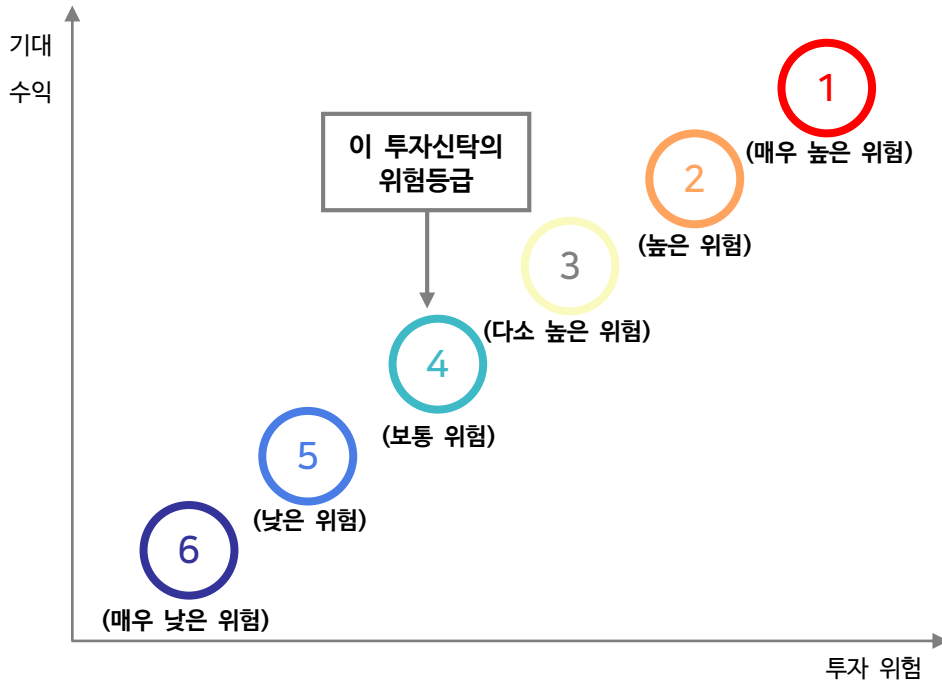 기대
수익
1
(매우 높은 위험)
이 투자신탁의
위험등급
2
(높은 위험)
3
(다소 높은 위험)
4
(보통 위험)
5
(낮은 위험)
6
(매우 낮은 위험)
투자 위험